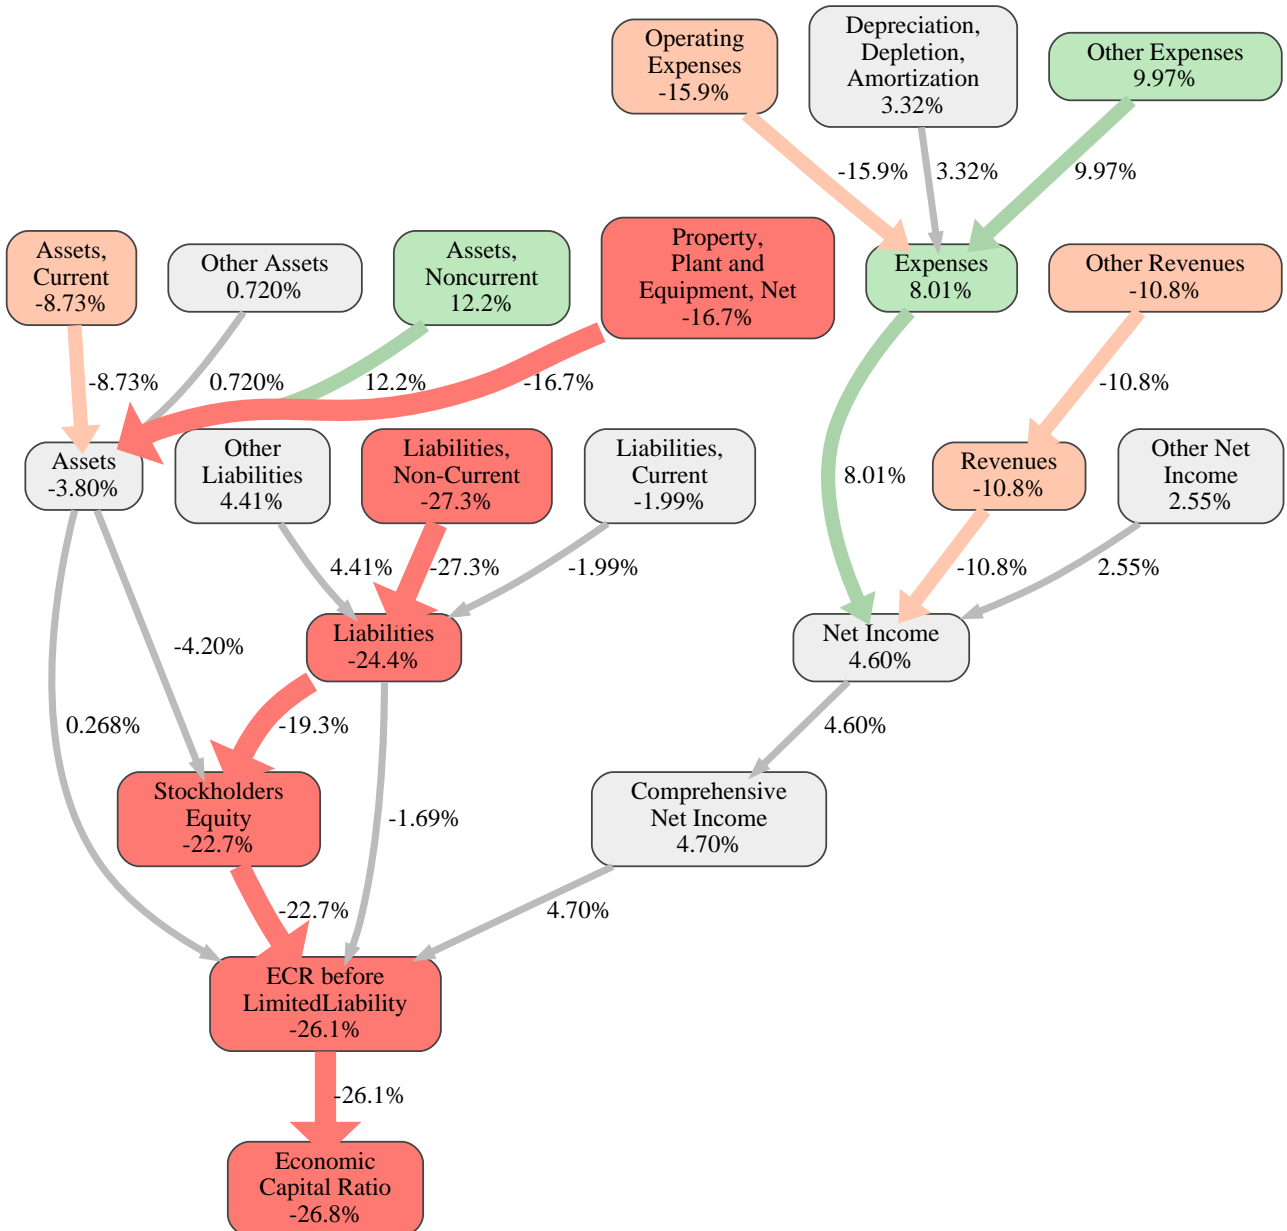 Operating
Expenses
-15.9%
Depreciation,
Depletion,
Amortization
3.32%
Other Expenses
9.97%
-15.9%
3.32%
9.97%
Assets,
Current
-8.73%
Other Assets
0.720%
Assets,
Noncurrent
12.2%
Property,
Plant and
Equipment, Net
-16.7%
Expenses
8.01%
Other Revenues
-10.8%
-8.73%
0.720%
12.2%
-16.7%
-10.8%
Assets
-3.80%
Other
Liabilities
4.41%
Liabilities,
Non-Current
-27.3%
Liabilities,
Current
-1.99%
8.01%
Revenues
-10.8%
Other Net
Income
2.55%
4.41%
-27.3%
-1.99%
-10.8%
2.55%
Liabilities
-24.4%
Net Income
4.60%
-4.20%
0.268%
-19.3%
4.60%
Stockholders
Equity
-22.7%
-1.69%
Comprehensive
Net Income
4.70%
-22.7%
4.70%
ECR before
LimitedLiability
-26.1%
-26.1%
Economic
Capital Ratio
-26.8%